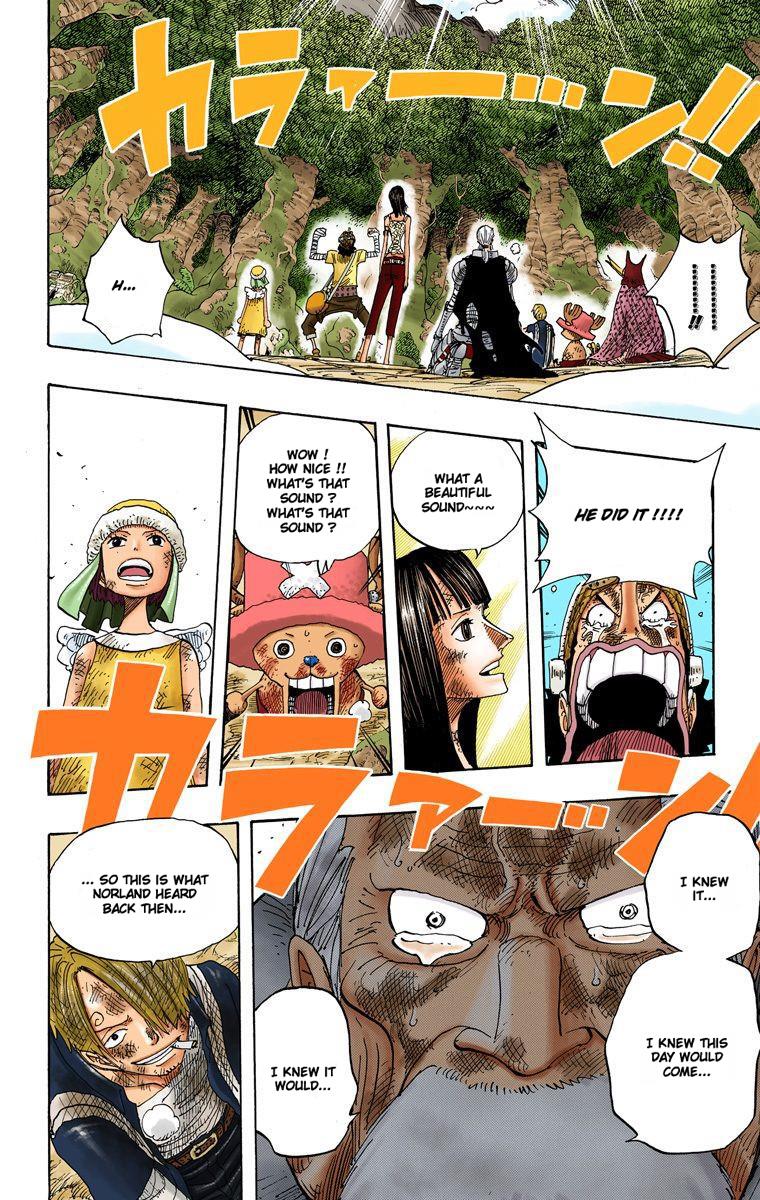 カラァーッン!!
..........!!
H...
HE DID IT !!!!
WHAT A
BEAUTIFUL
SOUND~~~
WOW !
HOW NICE !!
WHAT'S THAT
SOUND ?
WHAT'S THAT
SOUND ?
カラァーッン!!
I KNEW
IT...
I KNEW THIS
DAY WOULD
COME...
I KNEW IT
WOULD...
... SO THIS IS WHAT
NORLAND HEARD
BACK THEN...